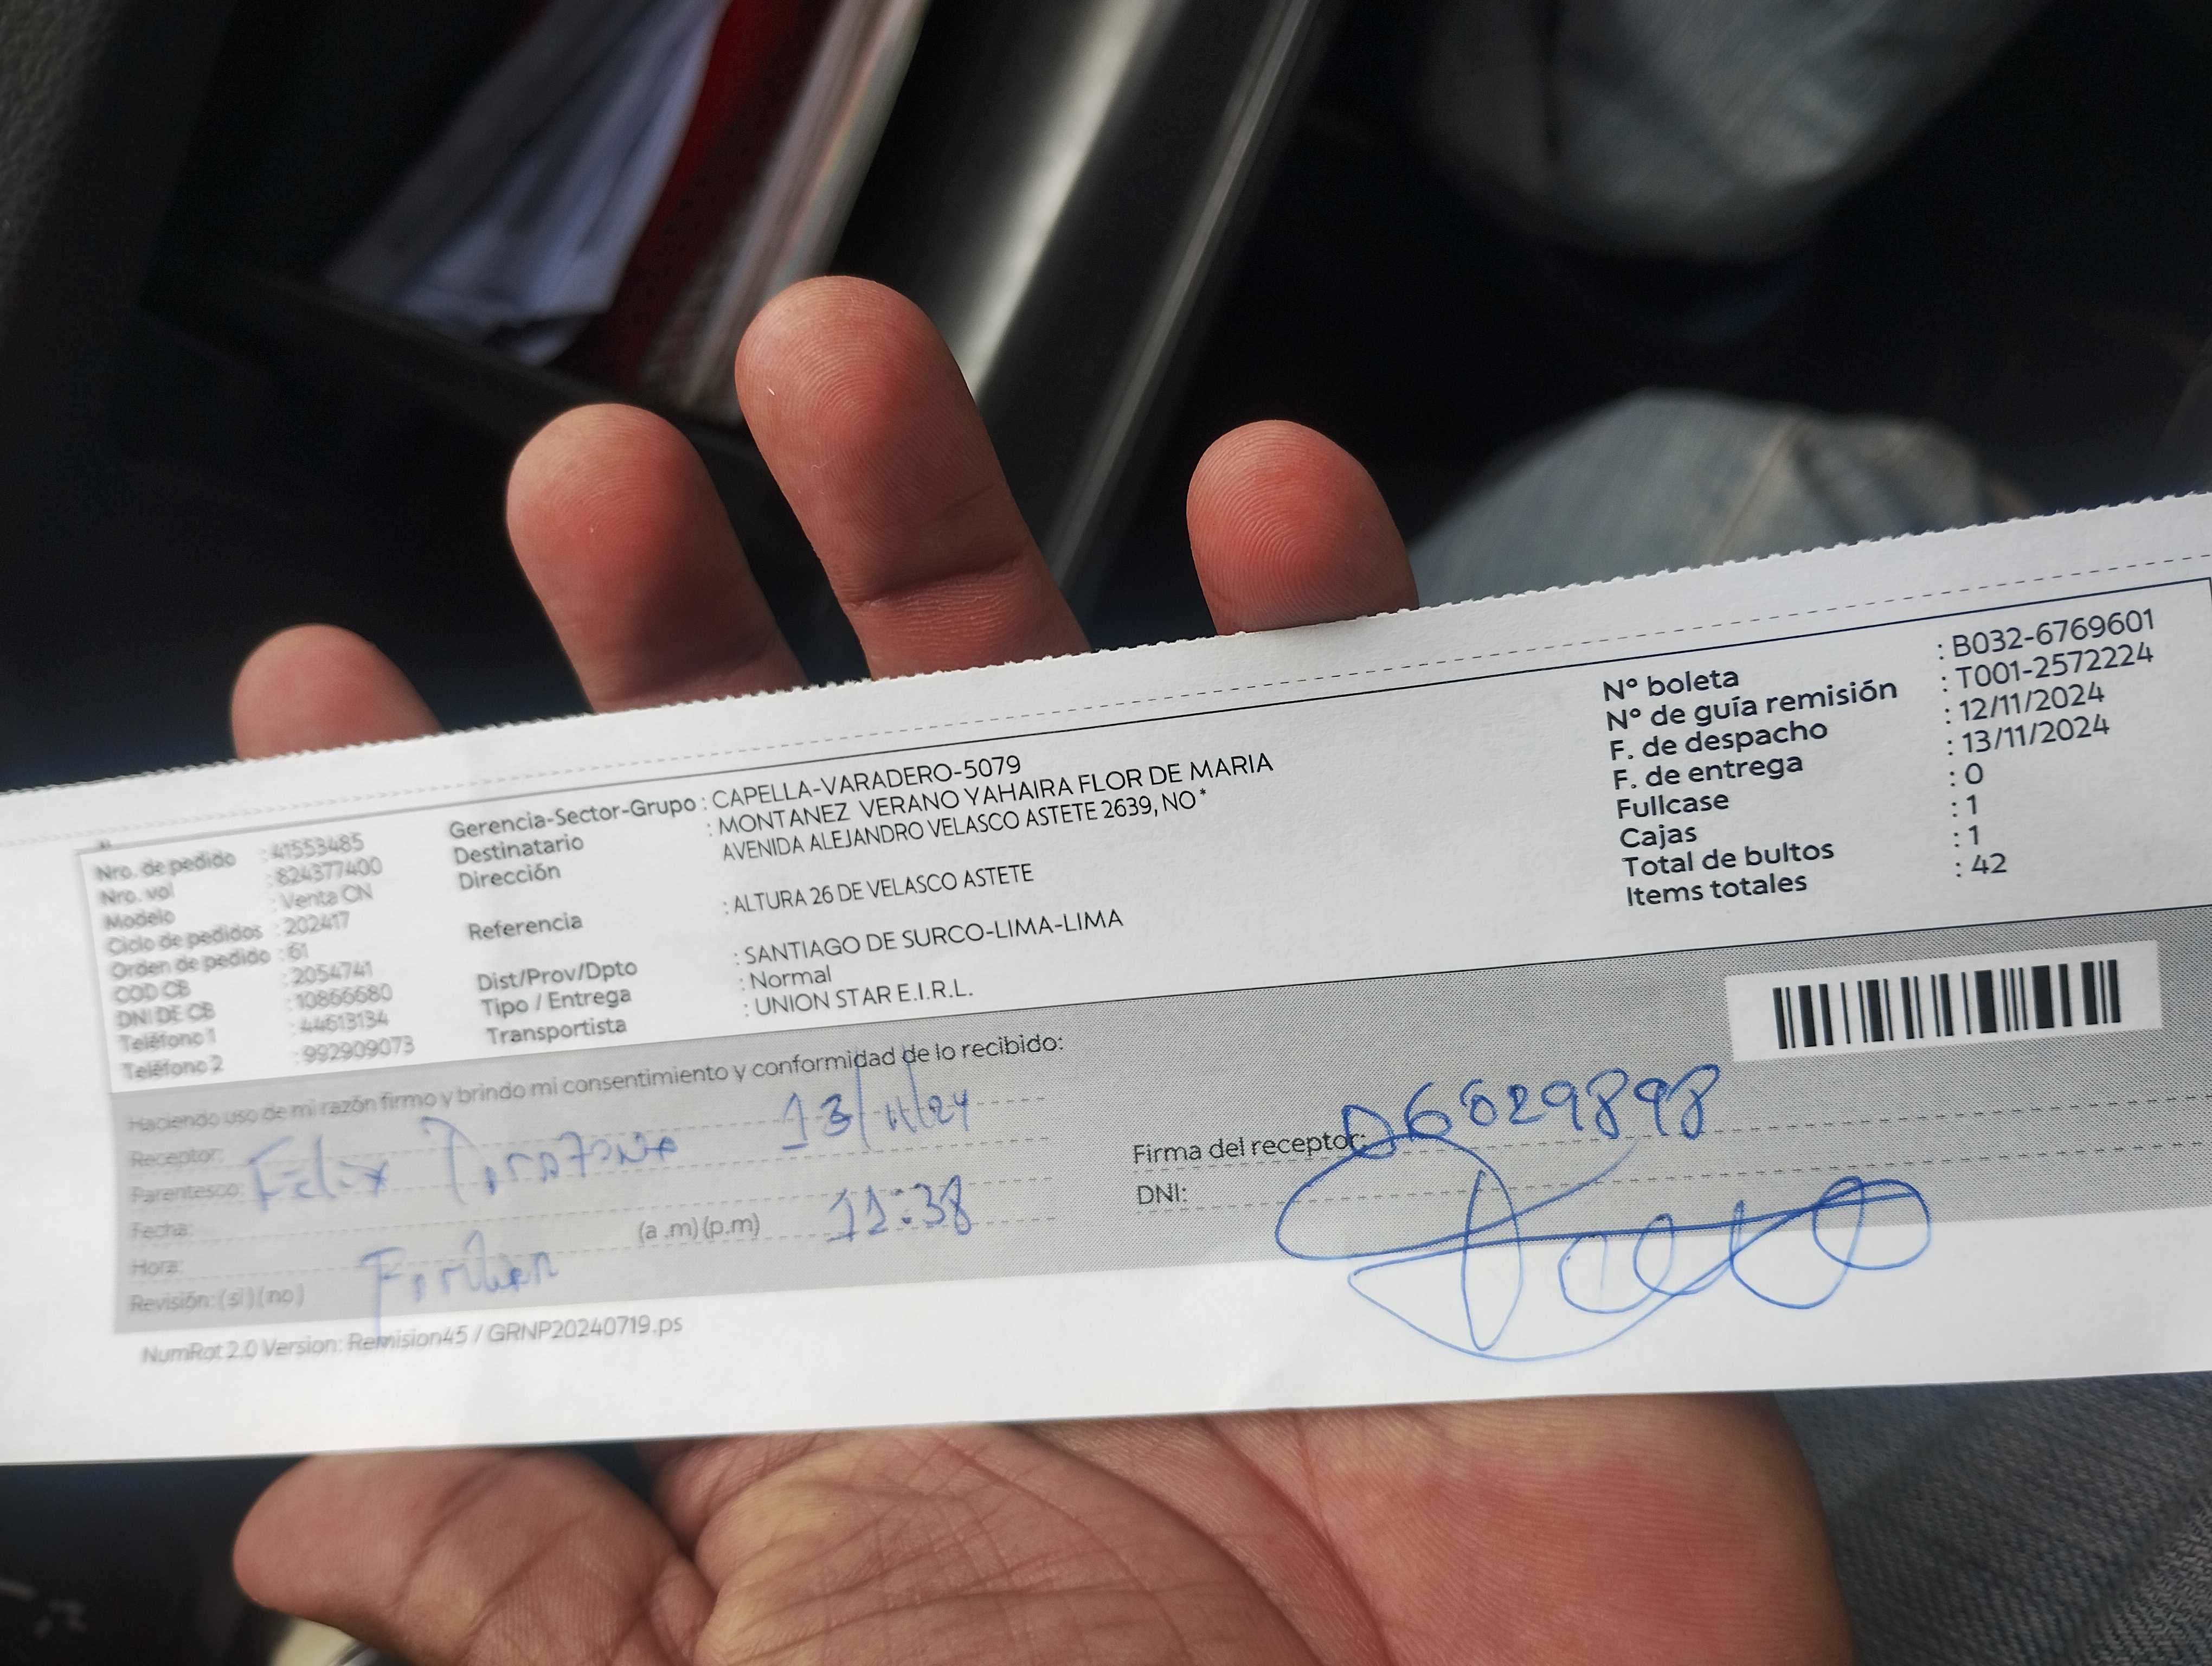 Nro. de pedido : 41553485
Nro. vol : 824377400
Modelo : Venta CN
Ciclo de pedidos : 202417
Orden de pedido : 61
COD CB : 2054741
DNI DE CB : 10866680
Teléfono 1 : 44613134
Teléfono 2 : 992909073
Gerencia-Sector-Grupo : CAPELLA-VARADERO-5079
Destinatario : MONTANEZ VERANO YAHAIRA FLOR DE MARIA
Dirección AVENIDA ALEJANDRO VELASCO ASTETE 2639, NO *
Referencia : ALTURA 26 DE VELASCO ASTETE
Dist/Prov/Dpto : SANTIAGO DE SURCO-LIMA-LIMA
Tipo / Entrega : Normal
Transportista : UNION STAR E.I.R.L.
N° boleta : B032-6769601
N° de guía remisión : T001-2572224
F. de despacho : 12/11/2024
F. de entrega : 13/11/2024
Fullcase : 0
Cajas : 1
Total de bultos : 1
Items totales : 42
Haciendo uso de mi razón firmo y brindo mi consentimiento y conformidad de lo recibido:
Receptor: 13/11/24
Parentesco: Felix
Fecha:
Hora: (a .m)(p.m) 11:38
Revisión: (si)(no)
Firma del receptor: 06029898
DNI:
NumRot 2.0 Version: Remision45 / GRNP20240719.ps